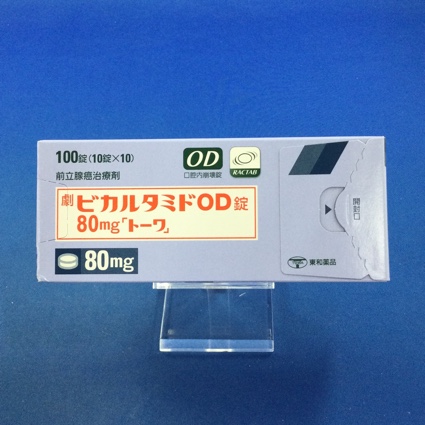 100錠(10錠×10)
前立腺癌治療剤
OD
口腔内崩壊錠
RACTAB
劇 ビカルタミドOD錠
80mg「トーワ」
80mg
開封口
東和薬品